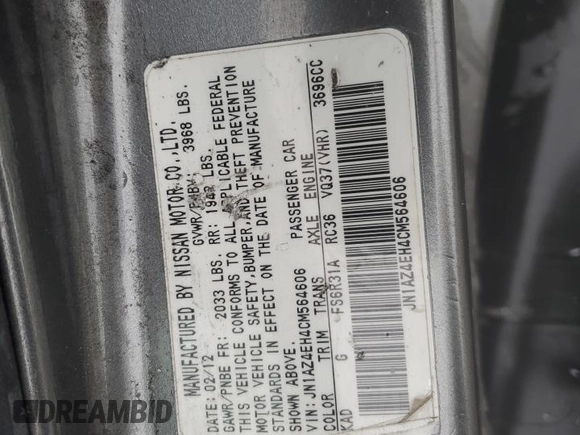 MANUFACTURED BY NISSAN MOTOR CO.,LTD.
DATE: 02/12 GVWR/PNBV: 3968 LBS.
GAWR/PNBE FR: 2033 LBS. RR: LBS.
THIS VEHICLE CONFORMS TO ALL APPLICABLE FEDERAL
MOTOR VEHICLE SAFETY, BUMPER, AND THEFT PREVENTION
STANDARDS IN EFFECT ON THE DATE OF MANUFACTURE
SHOWN ABOVE.
VIN: JN1AZ4EH4CM564606 PASSENGER CAR
COLOR TRIM TRANS AXLE ENGINE
KAD G FS6R31A RC36 VQ37(VHR) 3696CC
JN1AZ4EH4CM564606
DREAMBID